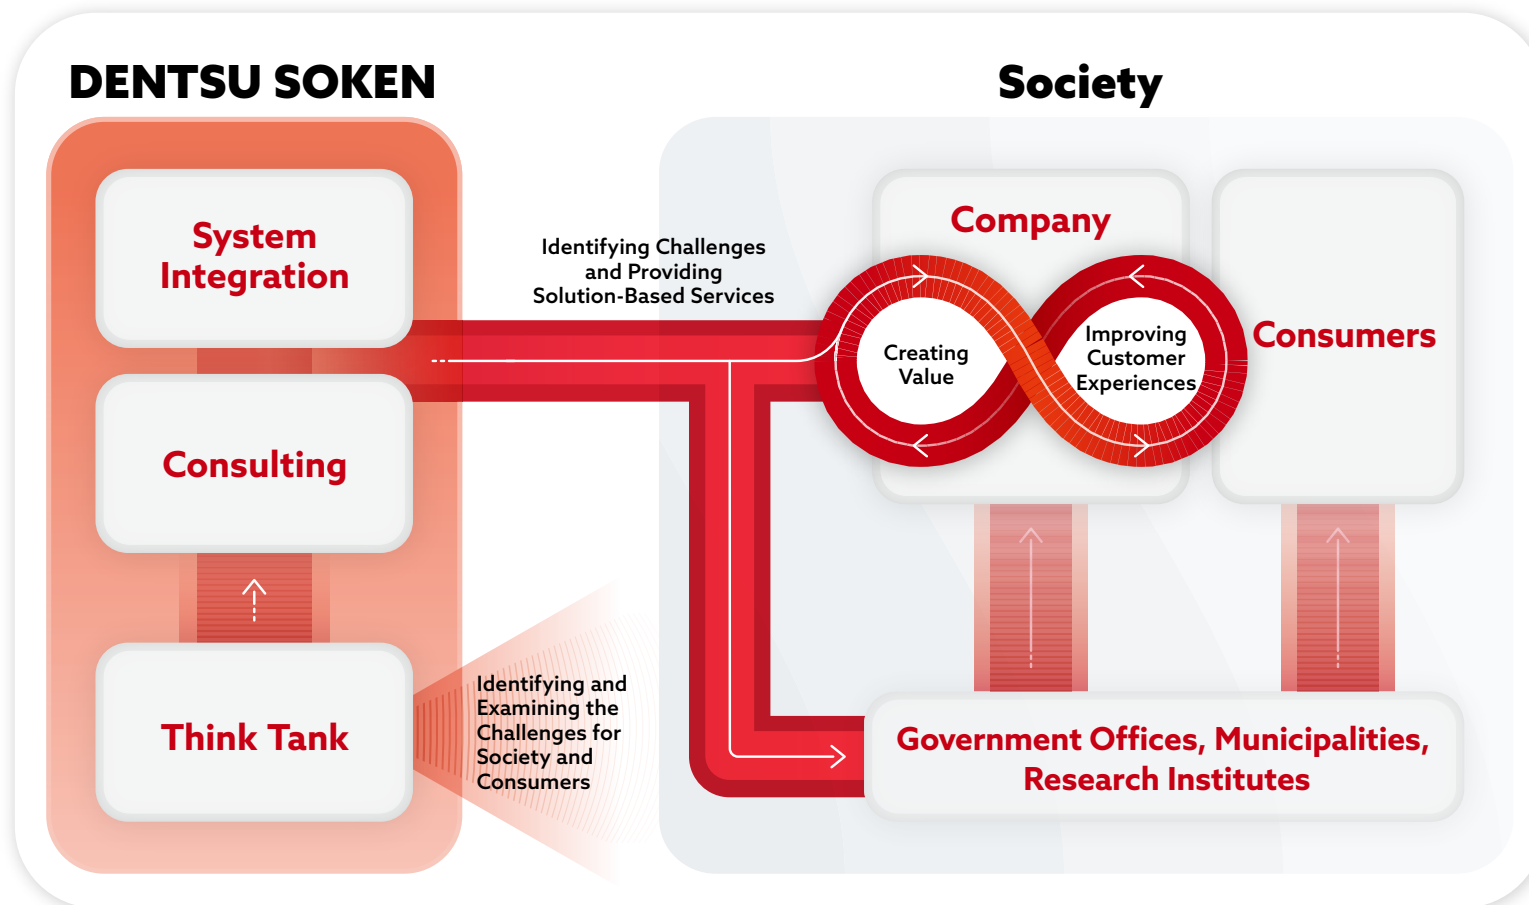 DENTSU SOKEN
System
Integration
Consulting
Think Tank
Identifying Challenges
and Providing
Solution-Based Services
Identifying and
Examining the
Challenges for
Society and
Consumers
Society
Company
Creating
Value
Improving
Customer
Experiences
Consumers
Government Offices, Municipalities,
Research Institutes